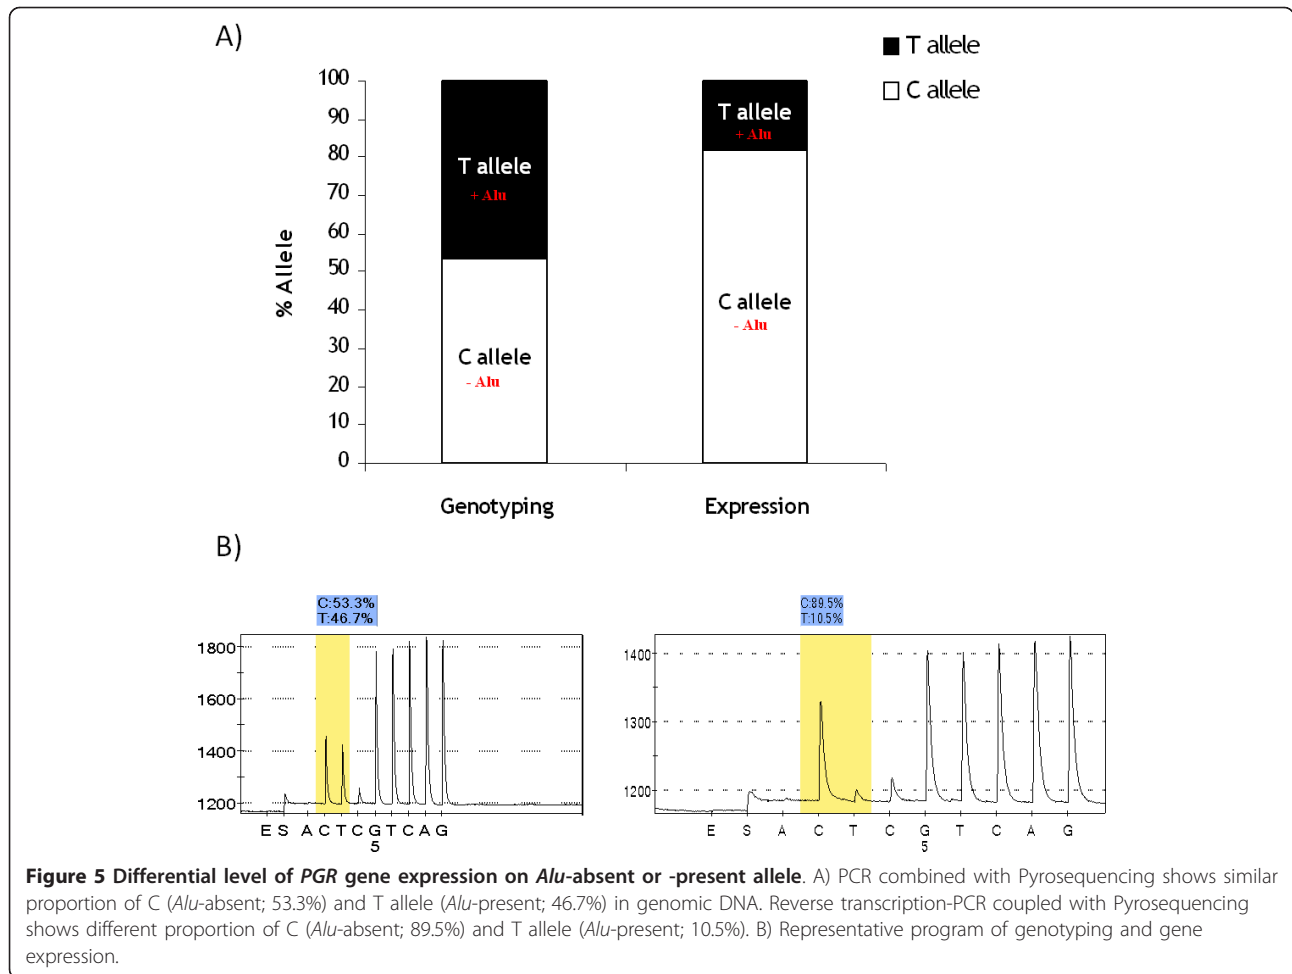 A)
T allele
C allele
100
90
80
70
60
50
40
30
20
10
0
% Allele
T allele
+ Alu
C allele
- Alu
T allele
+ Alu
C allele
- Alu
Genotyping
Expression
B)
C:53.3%
T:46.7%
1800
1600
1400
1200
E S A C T C G T C A G
5
C:89.5%
T:10.5%
1400
1300
1200
E S A C T C G T C A G
5
Figure 5 Differential level of PGR gene expression on Alu-absent or -present allele. A) PCR combined with Pyrosequencing shows similar
proportion of C (Alu-absent; 53.3%) and T allele (Alu-present; 46.7%) in genomic DNA. Reverse transcription-PCR coupled with Pyrosequencing
shows different proportion of C (Alu-absent; 89.5%) and T allele (Alu-present; 10.5%). B) Representative program of genotyping and gene
expression.